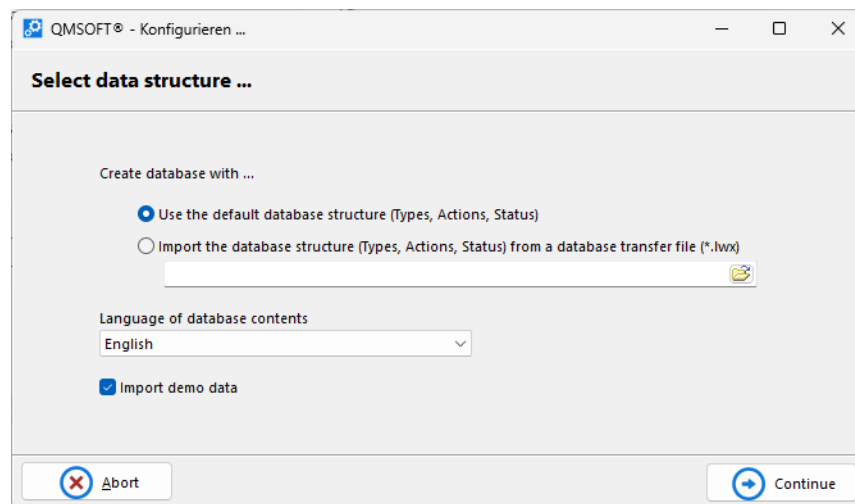 QMSOFT® - Konfigurieren ...
Select data structure ...
Create database with ...
Use the default database structure (Types, Actions, Status)
Import the database structure (Types, Actions, Status) from a database transfer file (*.lwx)
Language of database contents
English
Import demo data
Abort
Continue